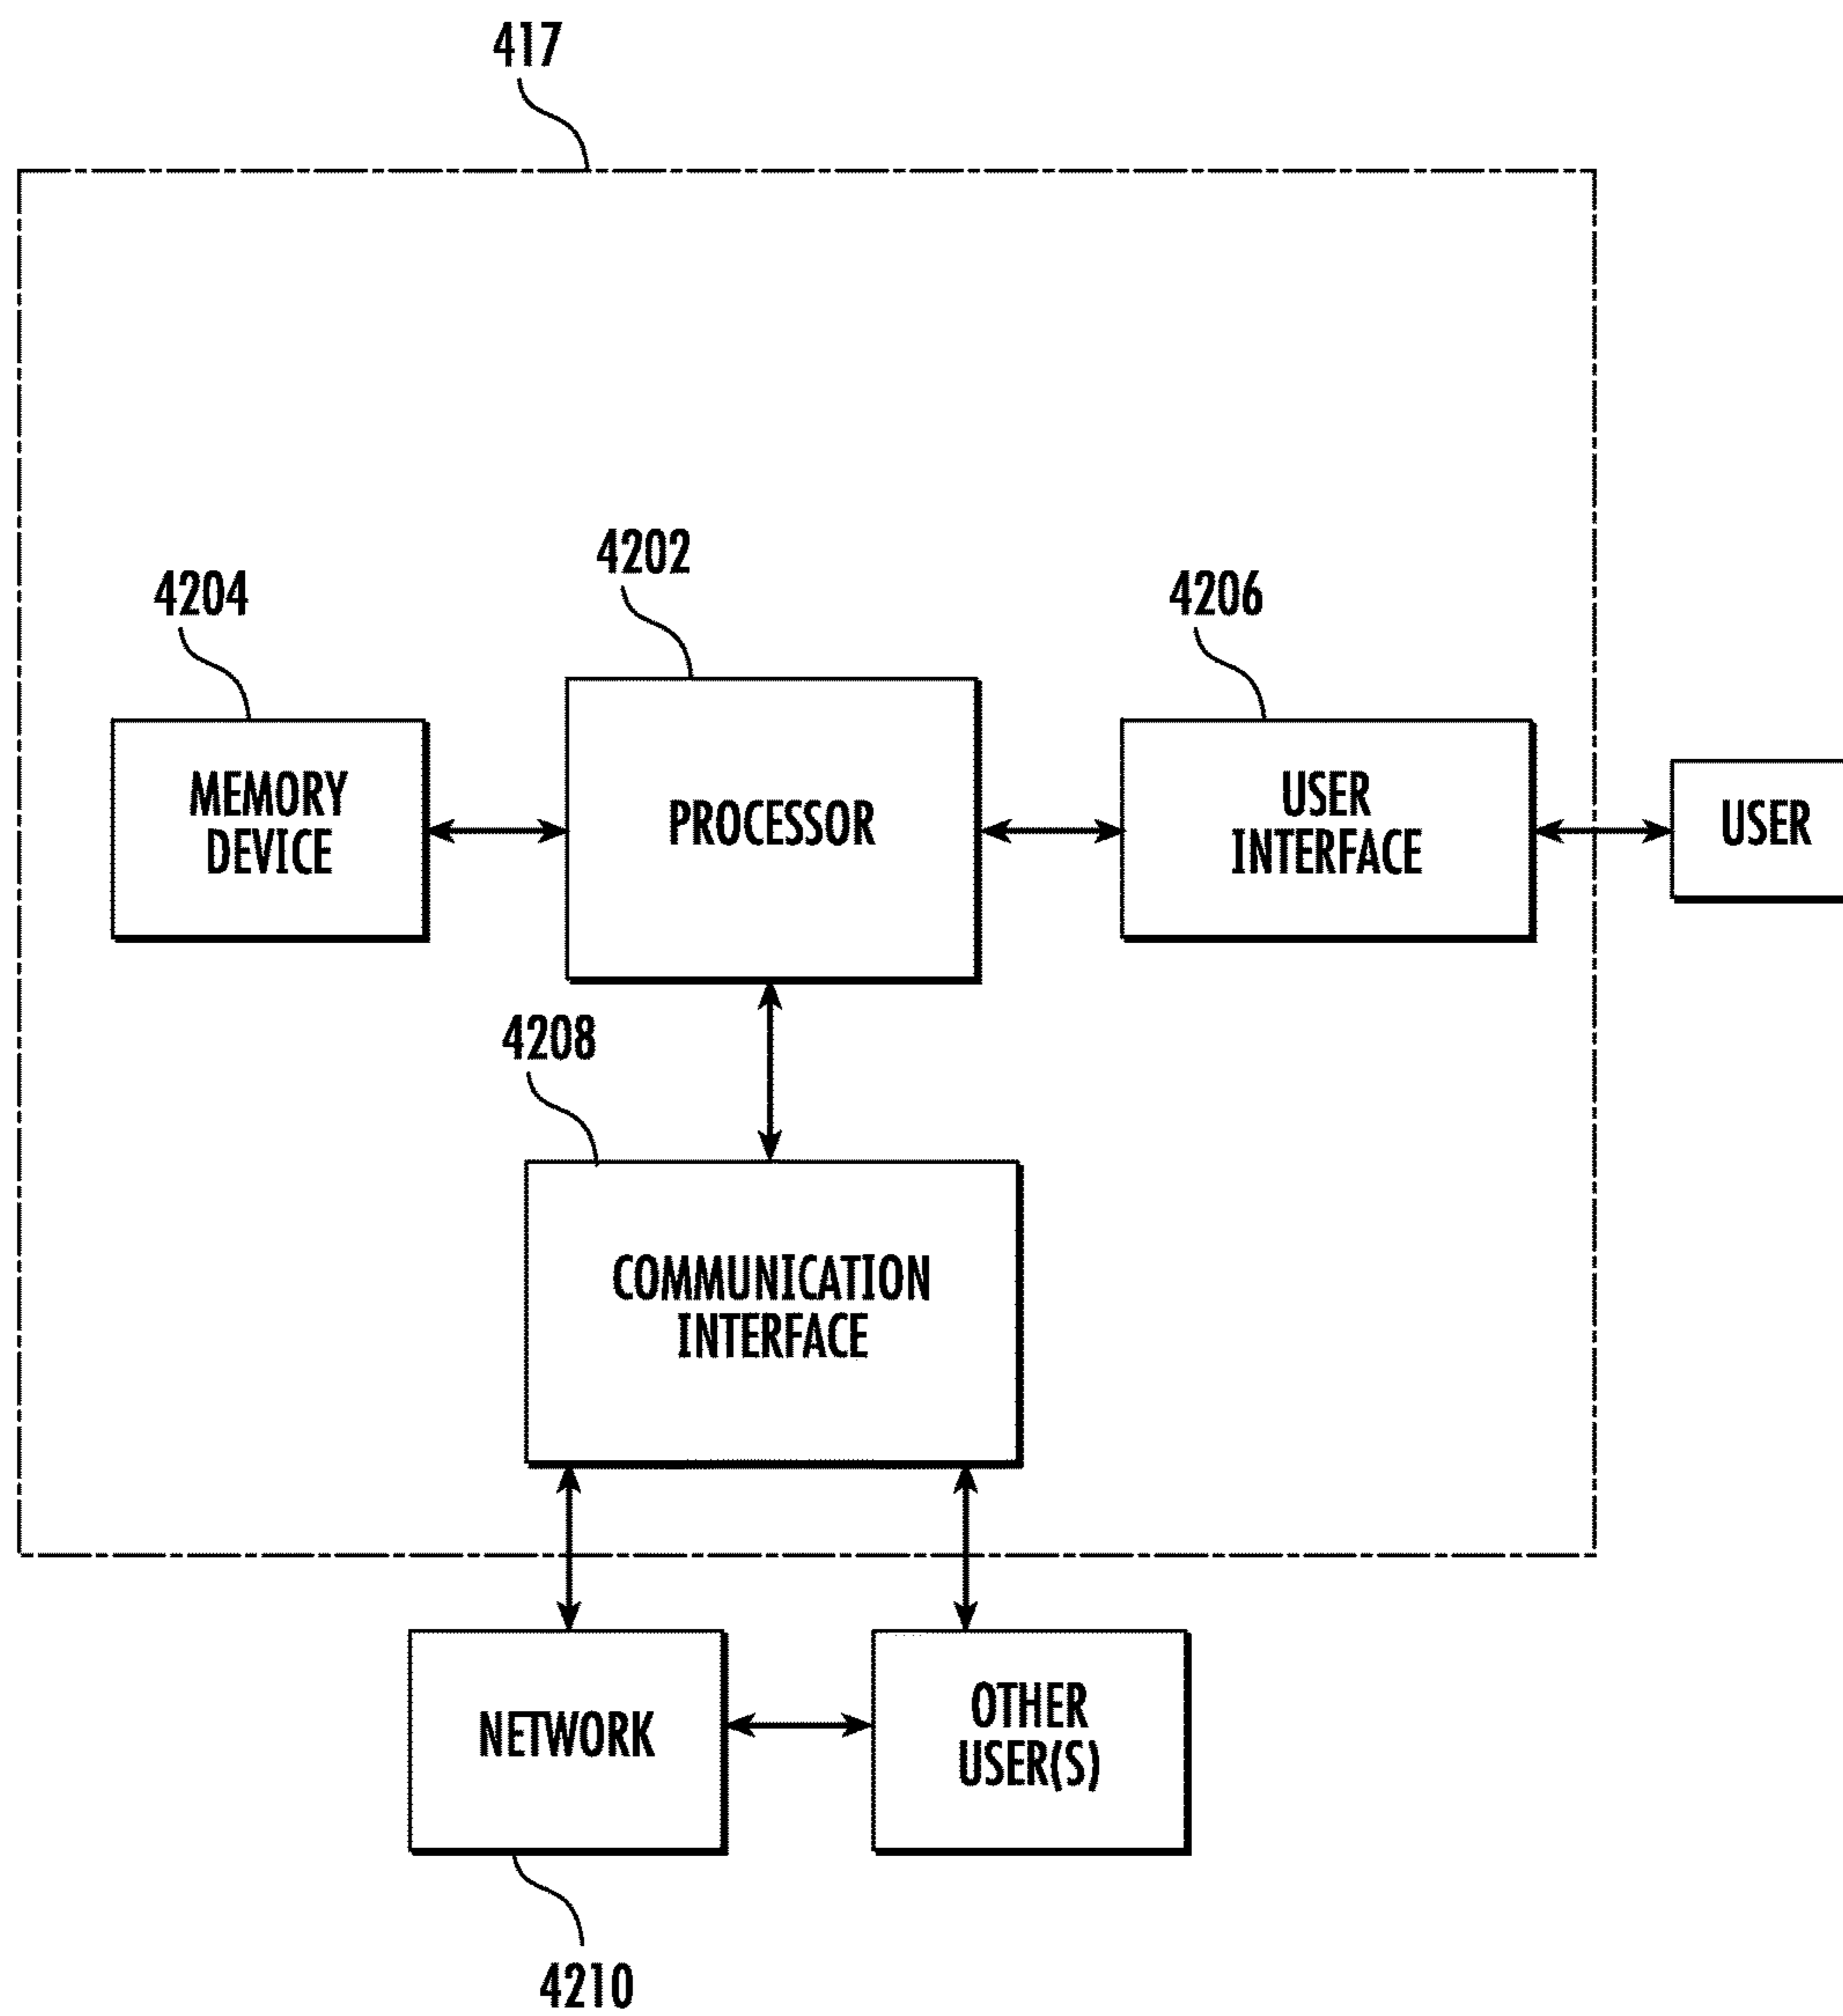 417
4202
4204
4206
MEMORY
DEVICE
PROCESSOR
USER
INTERFACE
USER
4208
COMMUNICATION
INTERFACE
NETWORK
OTHER
USER(S)
4210